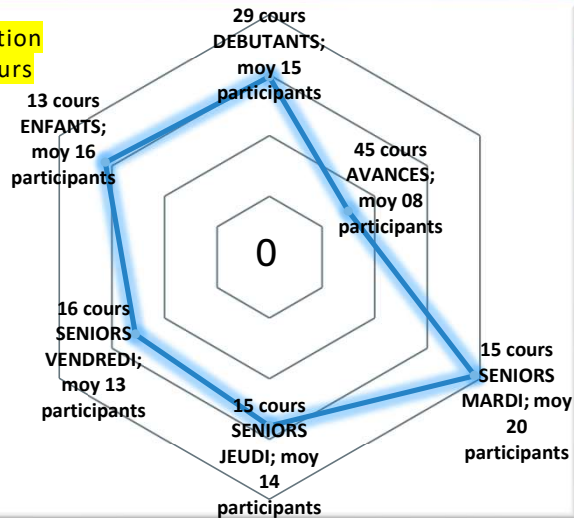 tion
urs
29 cours
DEBUTANTS;
moy 15
participants
45 cours
AVANCES;
moy 08
participants
15 cours
SENIORS
MARDI; moy
20
participants
15 cours
SENIORS
JEUDI; moy
14
participants
16 cours
SENIORS
VENDREDI;
moy 13
participants
13 cours
ENFANTS;
moy 16
participants
0